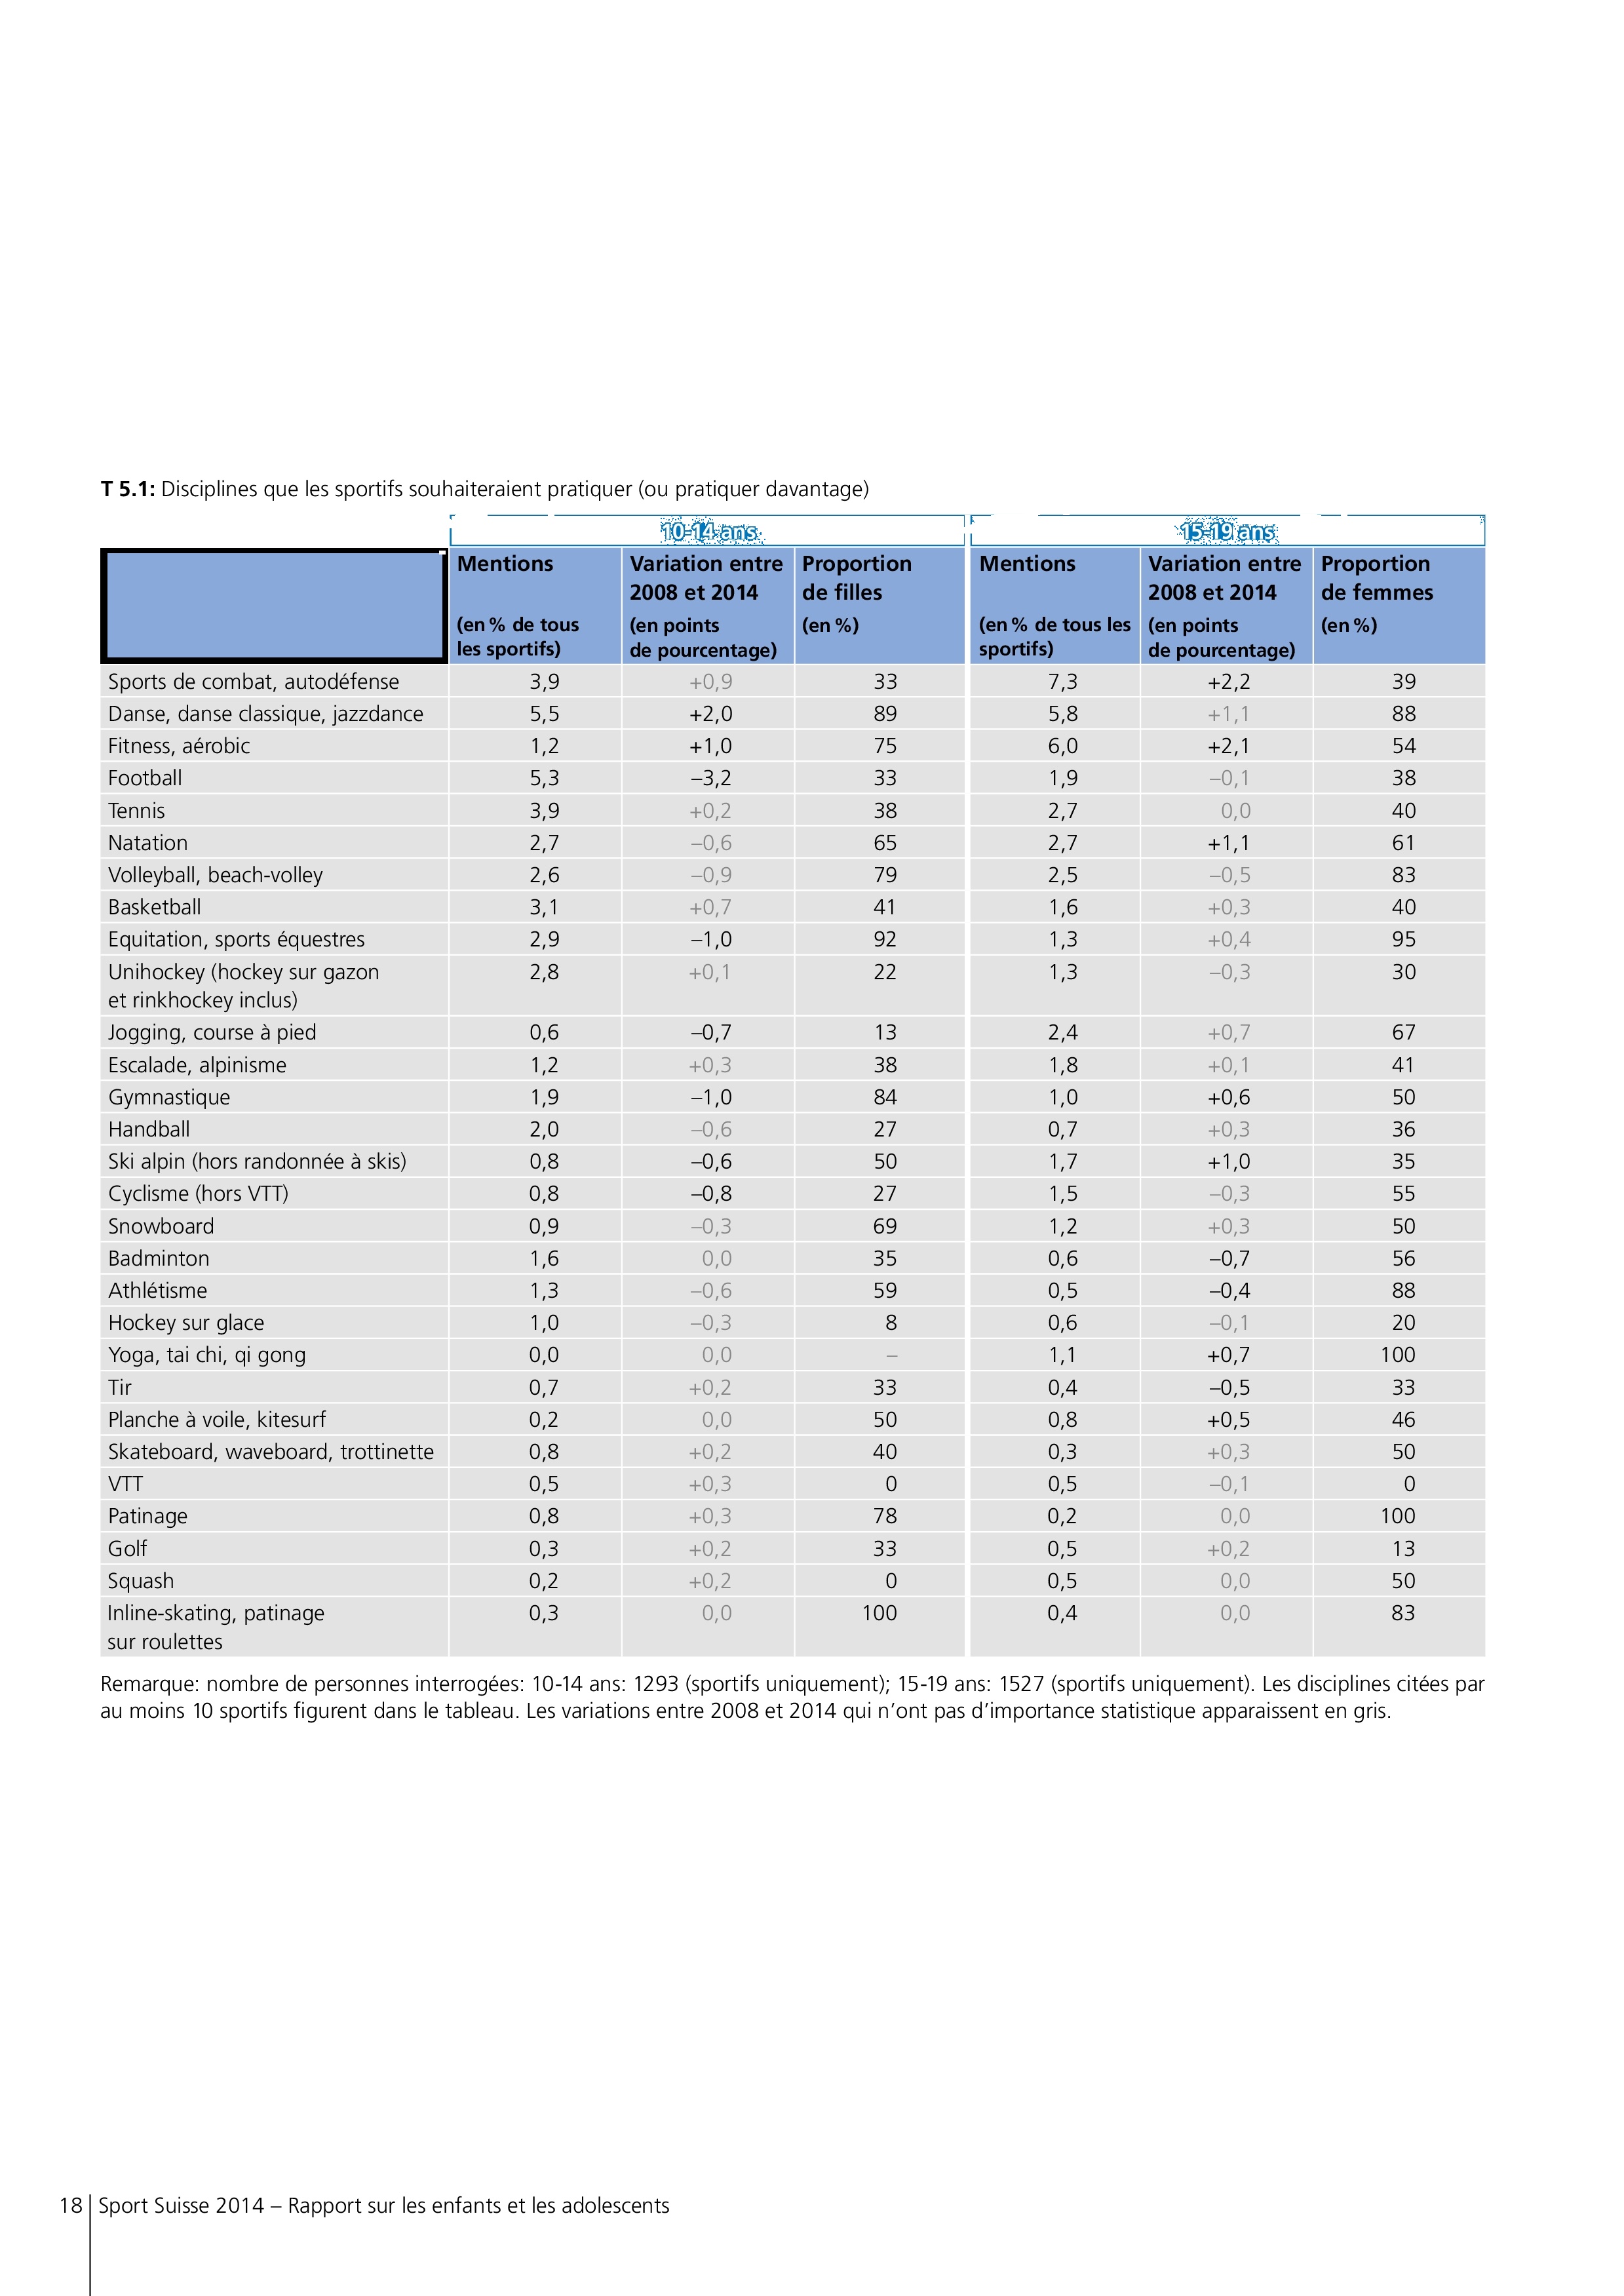 T 5.1: Disciplines que les sportifs souhaiteraient pratiquer (ou pratiquer davantage)
10-14 ans 15-19 ans
Mentions Variation entre Proportion Mentions Variation entre Proportion
2008 et 2014 de filles 2008 et 2014 de femmes
(en % de tous (en points (en %) (en % de tous les (en points (en %)
les sportifs) de pourcentage) sportifs) de pourcentage)
Sports de combat, autodéfense 3,9 +0,9 33 7,3 +2,2 39
Danse, danse classique, jazzdance 5,5 +2,0 89 5,8 +1,1 88
Fitness, aérobic 1,2 +1,0 75 6,0 +2,1 54
Football 5,3 –3,2 33 1,9 –0,1 38
Tennis 3,9 +0,2 38 2,7 0,0 40
Natation 2,7 –0,6 65 2,7 +1,1 61
Volleyball, beach-volley 2,6 –0,9 79 2,5 –0,5 83
Basketball 3,1 +0,7 41 1,6 +0,3 40
Equitation, sports équestres 2,9 –1,0 92 1,3 +0,4 95
Unihockey (hockey sur gazon 2,8 +0,1 22 1,3 –0,3 30
et rinkhockey inclus)
Jogging, course à pied 0,6 –0,7 13 2,4 +0,7 67
Escalade, alpinisme 1,2 +0,3 38 1,8 +0,1 41
Gymnastique 1,9 –1,0 84 1,0 +0,6 50
Handball 2,0 –0,6 27 0,7 +0,3 36
Ski alpin (hors randonnée à skis) 0,8 –0,6 50 1,7 +1,0 35
Cyclisme (hors VTT) 0,8 –0,8 27 1,5 –0,3 55
Snowboard 0,9 –0,3 69 1,2 +0,3 50
Badminton 1,6 0,0 35 0,6 –0,7 56
Athlétisme 1,3 –0,6 59 0,5 –0,4 88
Hockey sur glace 1,0 –0,3 8 0,6 –0,1 20
Yoga, tai chi, qi gong 0,0 0,0 – 1,1 +0,7 100
Tir 0,7 +0,2 33 0,4 –0,5 33
Planche à voile, kitesurf 0,2 0,0 50 0,8 +0,5 46
Skateboard, waveboard, trottinette 0,8 +0,2 40 0,3 +0,3 50
VTT 0,5 +0,3 0 0,5 –0,1 0
Patinage 0,8 +0,3 78 0,2 0,0 100
Golf 0,3 +0,2 33 0,5 +0,2 13
Squash 0,2 +0,2 0 0,5 0,0 50
Inline-skating, patinage 0,3 0,0 100 0,4 0,0 83
sur roulettes
Remarque: nombre de personnes interrogées: 10-14 ans: 1293 (sportifs uniquement); 15-19 ans: 1527 (sportifs uniquement). Les disciplines citées par
au moins 10 sportifs figurent dans le tableau. Les variations entre 2008 et 2014 qui n’ont pas d’importance statistique apparaissent en gris.
18 Sport Suisse 2014 – Rapport sur les enfants et les adolescents